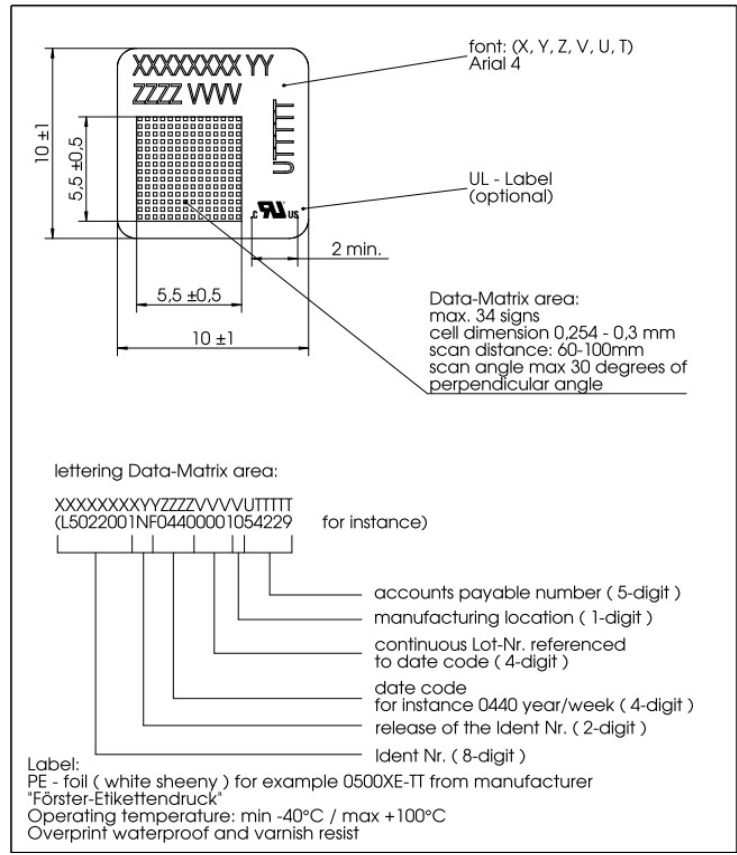 XXXXXXXX YY
ZZZZ VVVV
UTTTTT
c RU US
10 ±1
5,5 ±0,5
2 min.
5,5 ±0,5
10 ±1
font: (X, Y, Z, V, U, T)
Arial 4
UL - Label
(optional)
Data-Matrix area:
max. 34 signs
cell dimension 0,254 - 0,3 mm
scan distance: 60-100mm
scan angle max 30 degrees of
perpendicular angle
lettering Data-Matrix area:
XXXXXXXXYYZZZZVVVVUTTTTT
(L5022001NF04400001054229 for instance)
accounts payable number ( 5-digit )
manufacturing location ( 1-digit )
continuous Lot-Nr. referenced
to date code ( 4-digit )
date code
for instance 0440 year/week ( 4-digit )
release of the Ident Nr. ( 2-digit )
Ident Nr. ( 8-digit )
Label:
PE - foil ( white sheeny ) for example 0500XE-TT from manufacturer
"Förster-Etikettendruck"
Operating temperature: min -40°C / max +100°C
Overprint waterproof and varnish resist